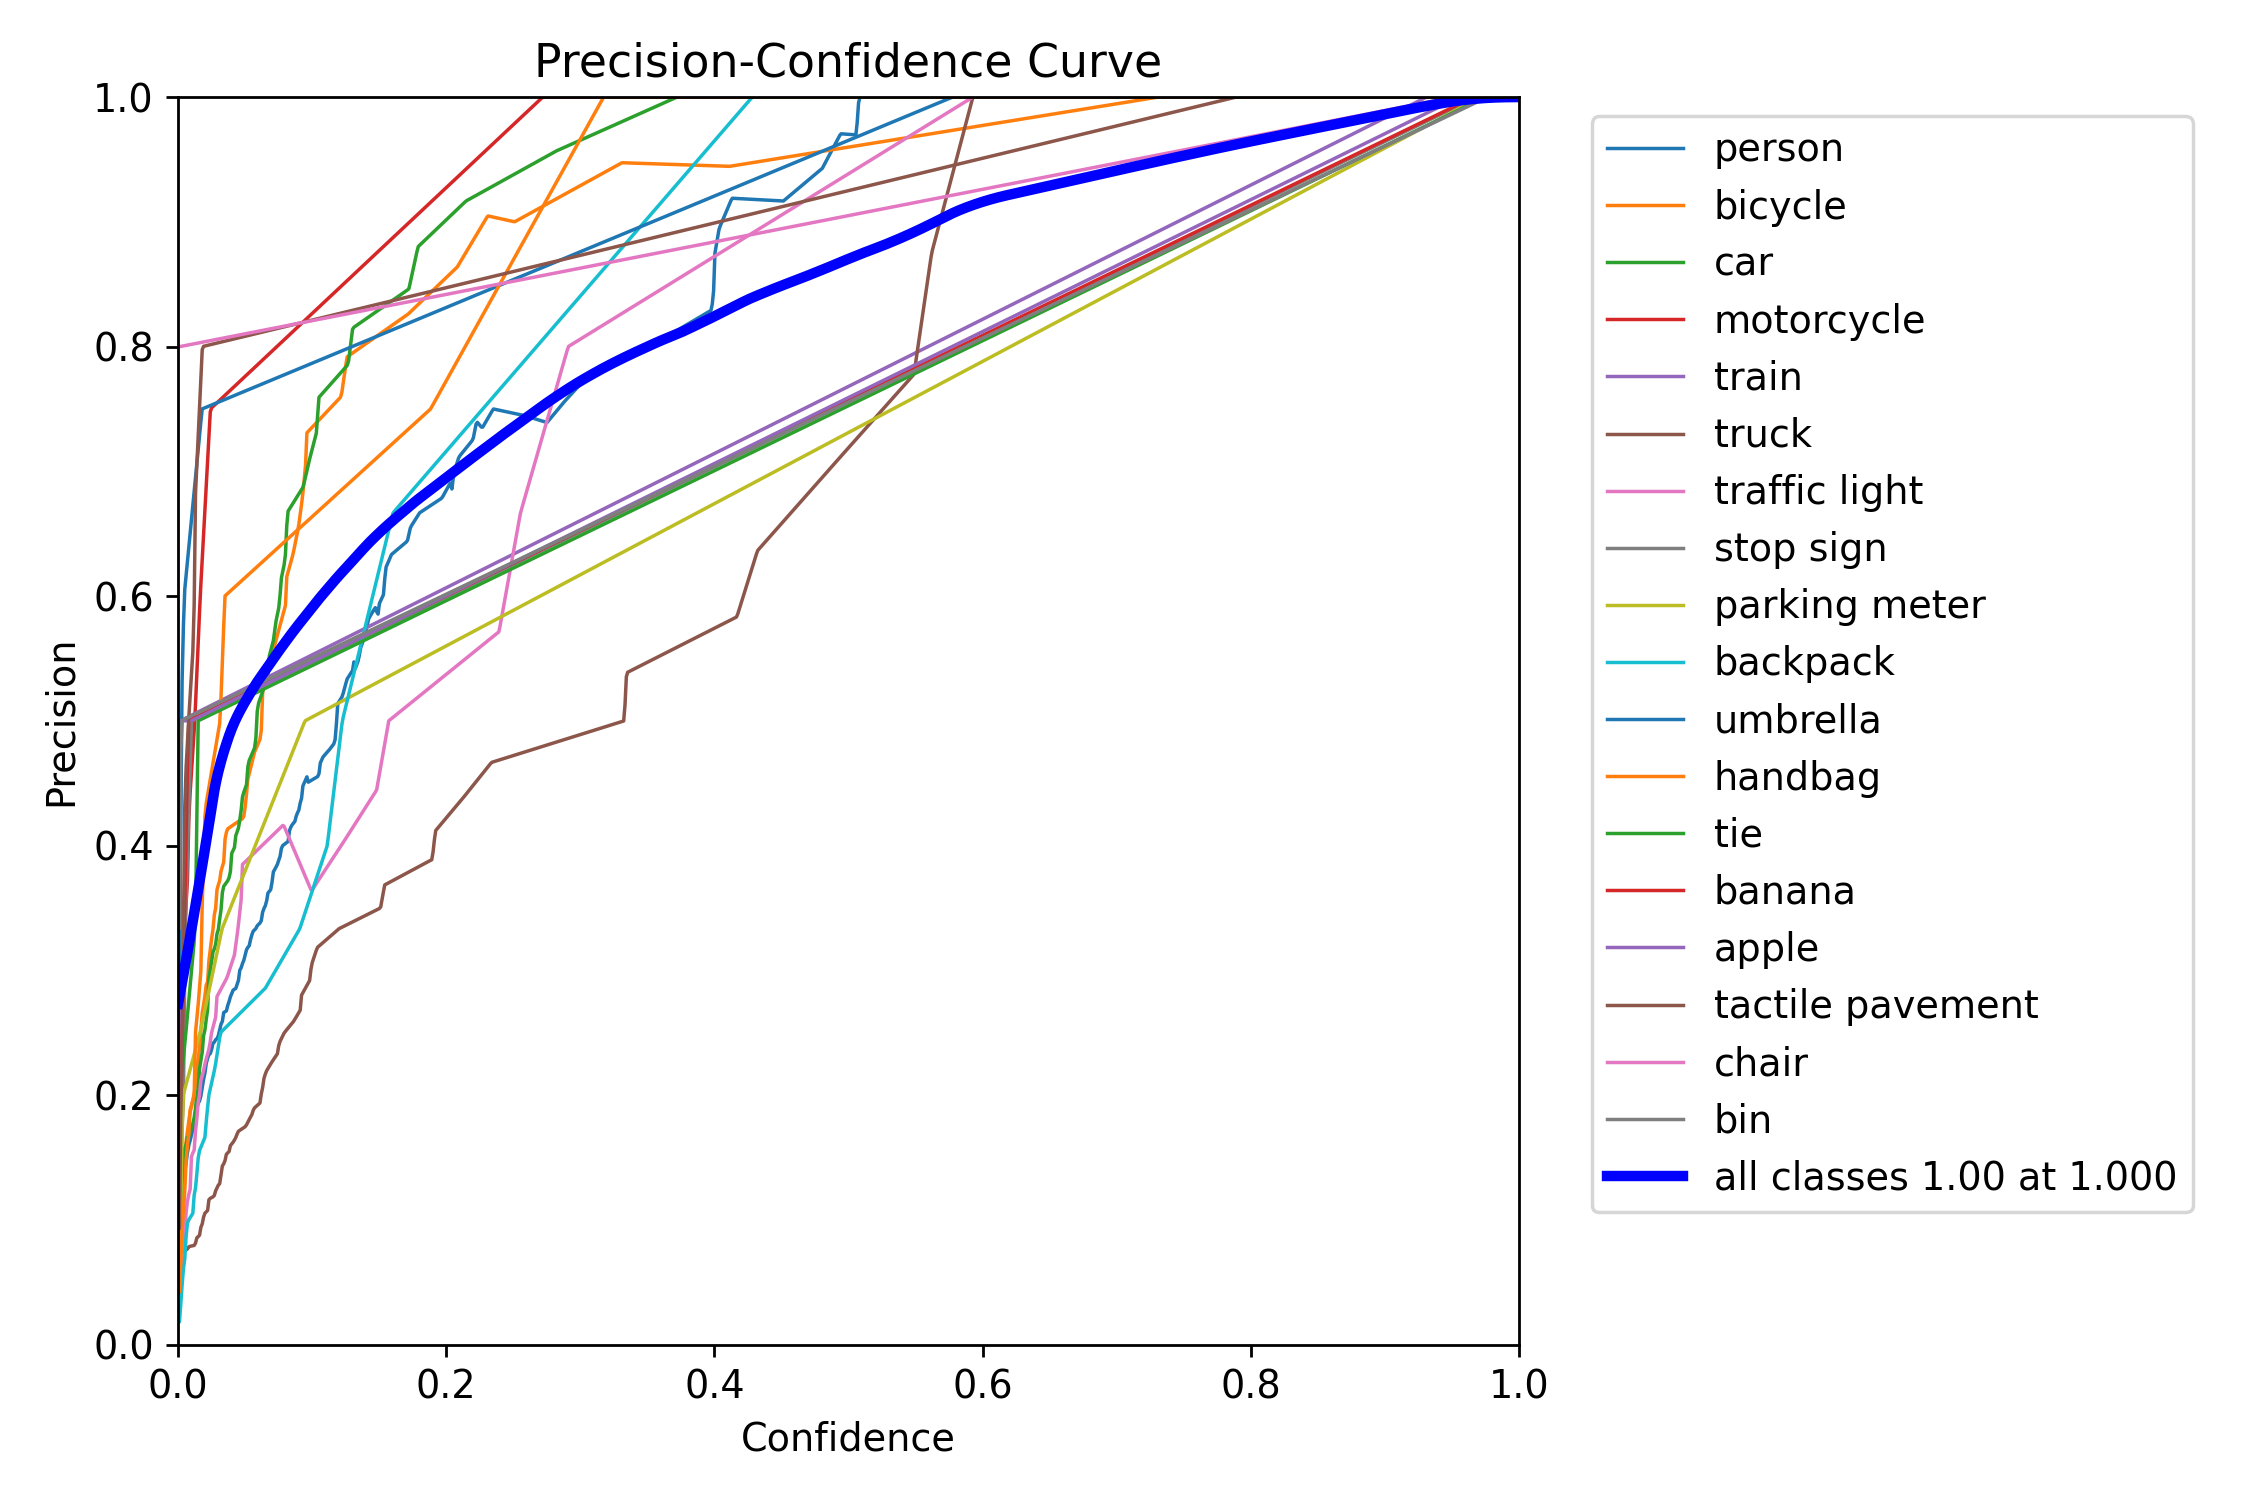 Precision-Confidence Curve
1.0
0.8
0.6
0.4
0.2
0.0
Precision
0.0 0.2 0.4 0.6 0.8 1.0
Confidence
person
bicycle
car
motorcycle
train
truck
traffic light
stop sign
parking meter
backpack
umbrella
handbag
tie
banana
apple
tactile pavement
chair
bin
all classes 1.00 at 1.000